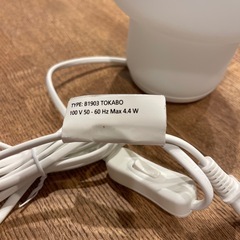 TYPE: B1903 TOKABO
100 V 50 - 60 Hz Max 4.4 W